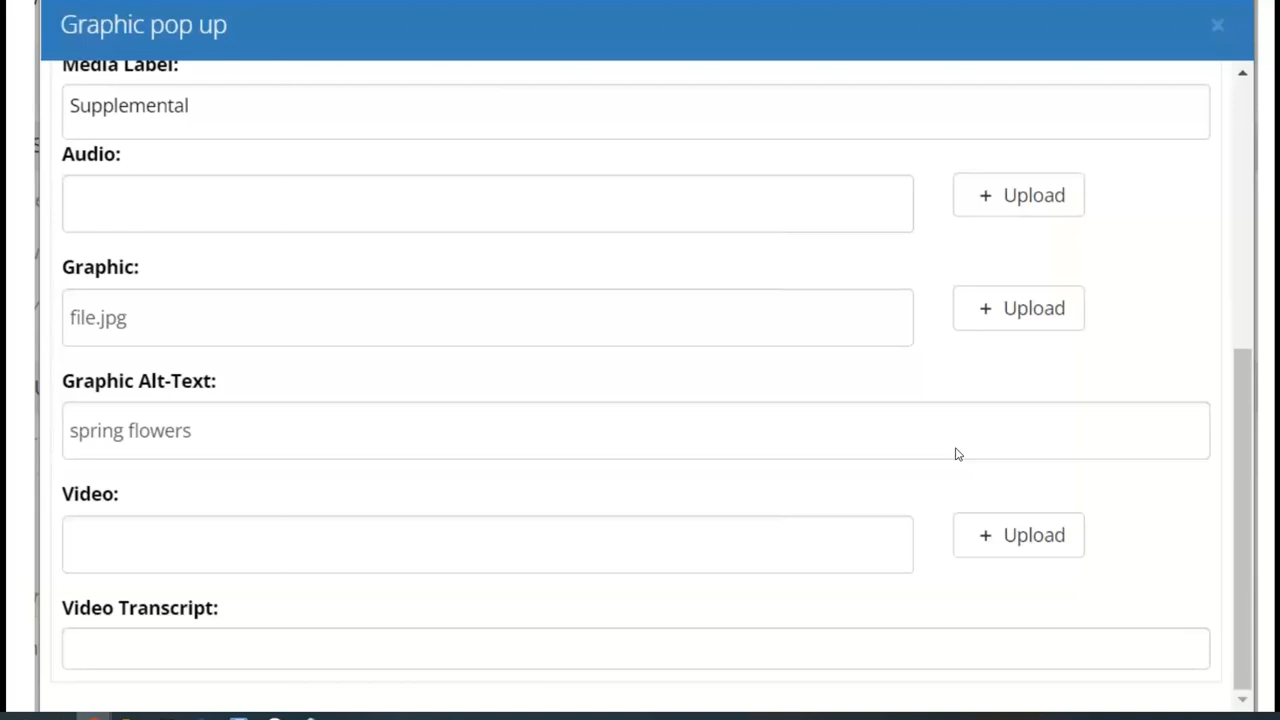 Graphic pop up
×
Media Label:
Supplemental
Audio:
+ Upload
Graphic:
file.jpg
+ Upload
Graphic Alt-Text:
spring flowers
Video:
+ Upload
Video Transcript: